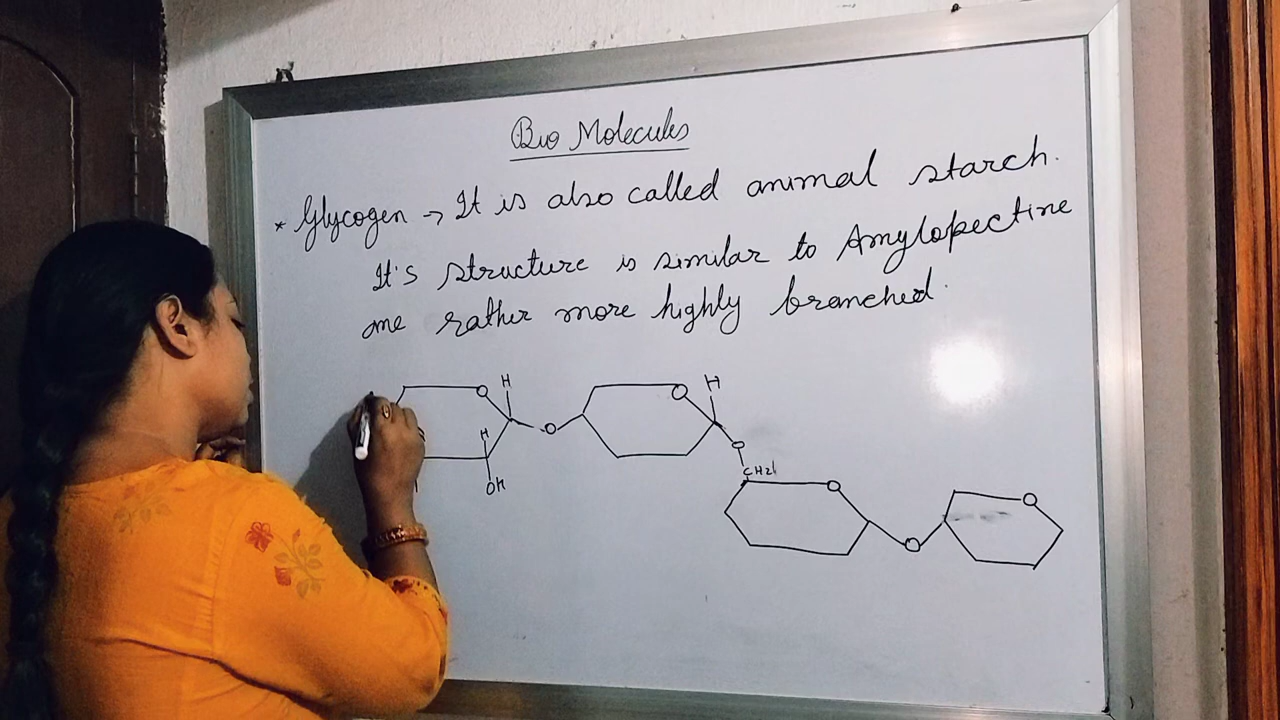 Bio Molecules
* Glycogen → It is also called animal starch.
It's structure is similar to Amylopectine
one rather more highly branched.
H H
O O
O
H
O
OH
CH2
O O
O